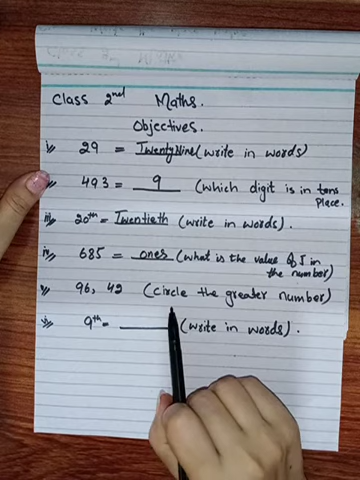 Class 2nd Maths.
Objectives.
i, 29 = Twenty Nine (write in words)
493 = 9 (which digit is in tens
Place.
iii, 20th = Twentieth (write in words).
iv, 685 = ones (what is the value of 5 in
the number)
v, 96, 42 (circle the greater number)
vi, 9th = ______ (write in words).